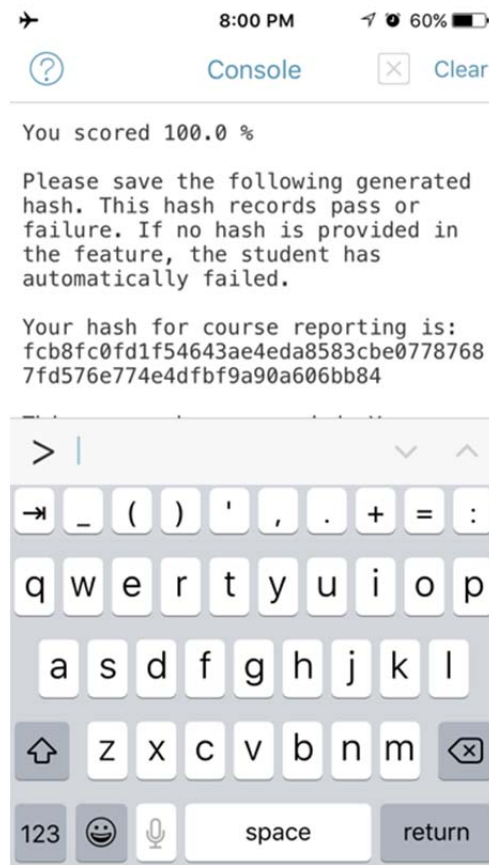 8:00 PM 60%
? Console Clear
You scored 100.0 %
Please save the following generated
hash. This hash records pass or
failure. If no hash is provided in
the feature, the student has
automatically failed.
Your hash for course reporting is:
fcb8fc0fd1f54643ae4eda8583cbe0778768
7fd576e774e4dfbf9a90a606bb84
>
_ ( ) ' , . + = :
q w e r t y u i o p
a s d f g h j k l
z x c v b n m
123 space return